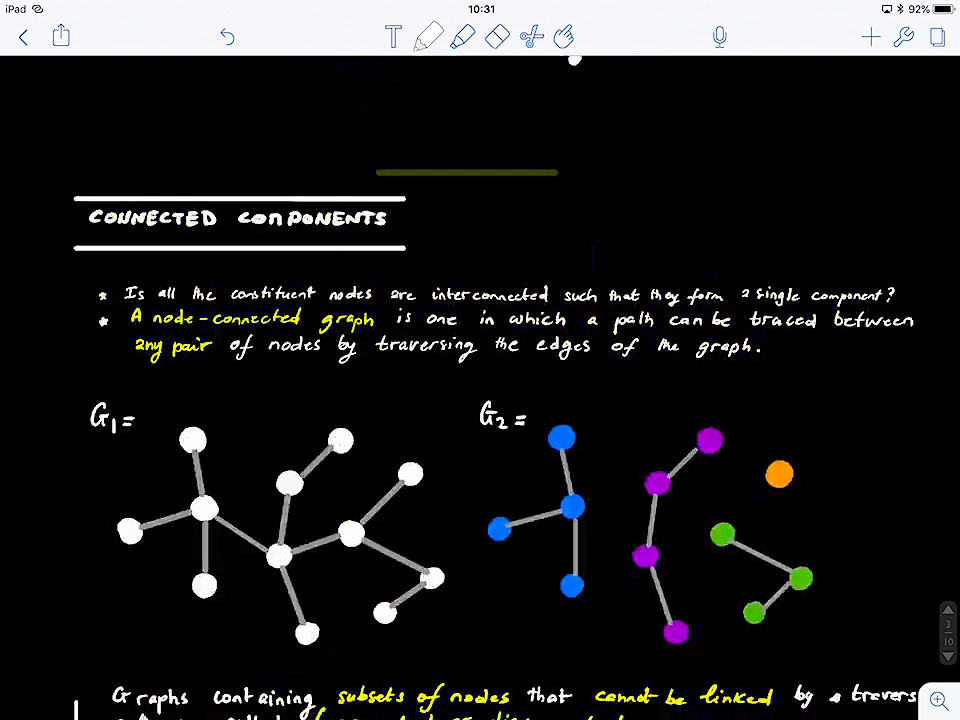 iPad
10:31
92%
T
CONNECTED COMPONENTS
* Is all the constituent nodes are interconnected such that they form a single component?
* A node-connected graph is one in which a path can be traced between
any pair of nodes by traversing the edges of the graph.
G1=
G2=
3
10
Graphs containing subsets of nodes that cannot be linked by a travers